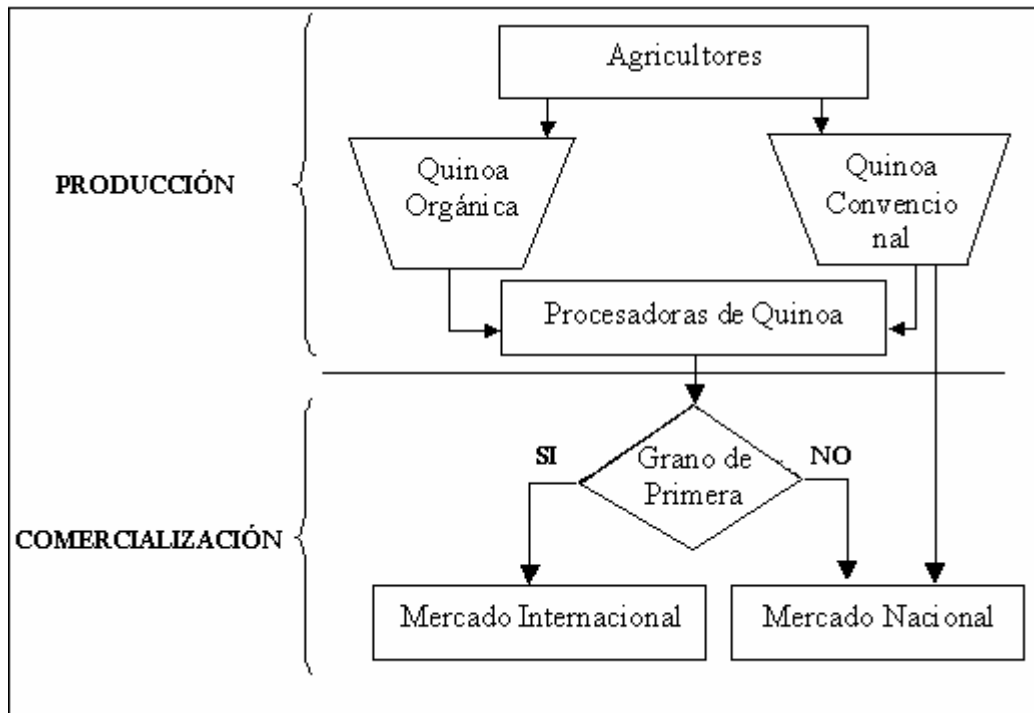 Agricultores
PRODUCCIÓN
Quinoa
Orgánica
Quinoa
Convencio
nal
Procesadoras de Quinoa
COMERCIALIZACIÓN
SI
Grano de
Primera
NO
Mercado Internacional
Mercado Nacional